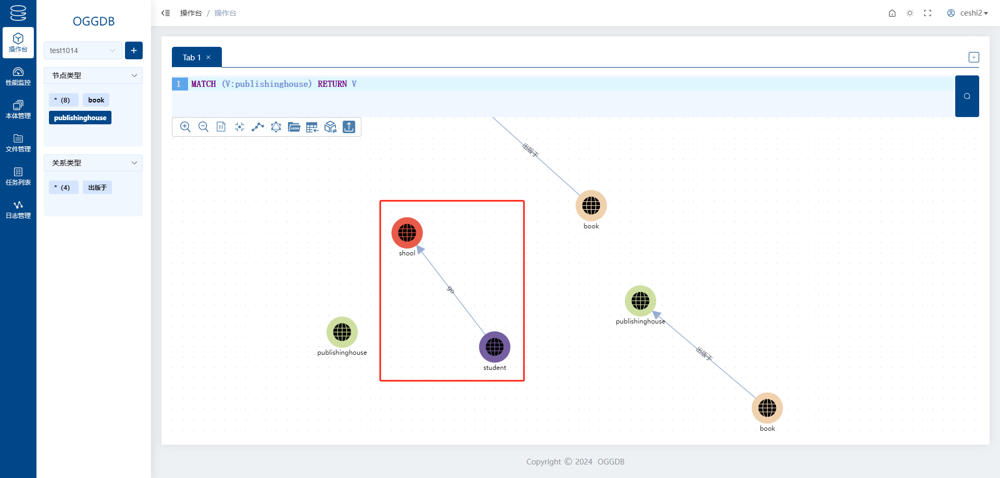 OGGDB
操作台 / 操作台
ceshi2
操作台
性能监控
本体管理
文件管理
任务列表
日志管理
test1014
+
节点类型
* (8)
book
publishinghouse
关系类型
* (4)
出版于
Tab 1 ×
1 MATCH (V:publishinghouse) RETURN V
1:1
JSON
出版于
book
shool
go
student
publishinghouse
publishinghouse
出版于
book
Copyright © 2024 OGGDB